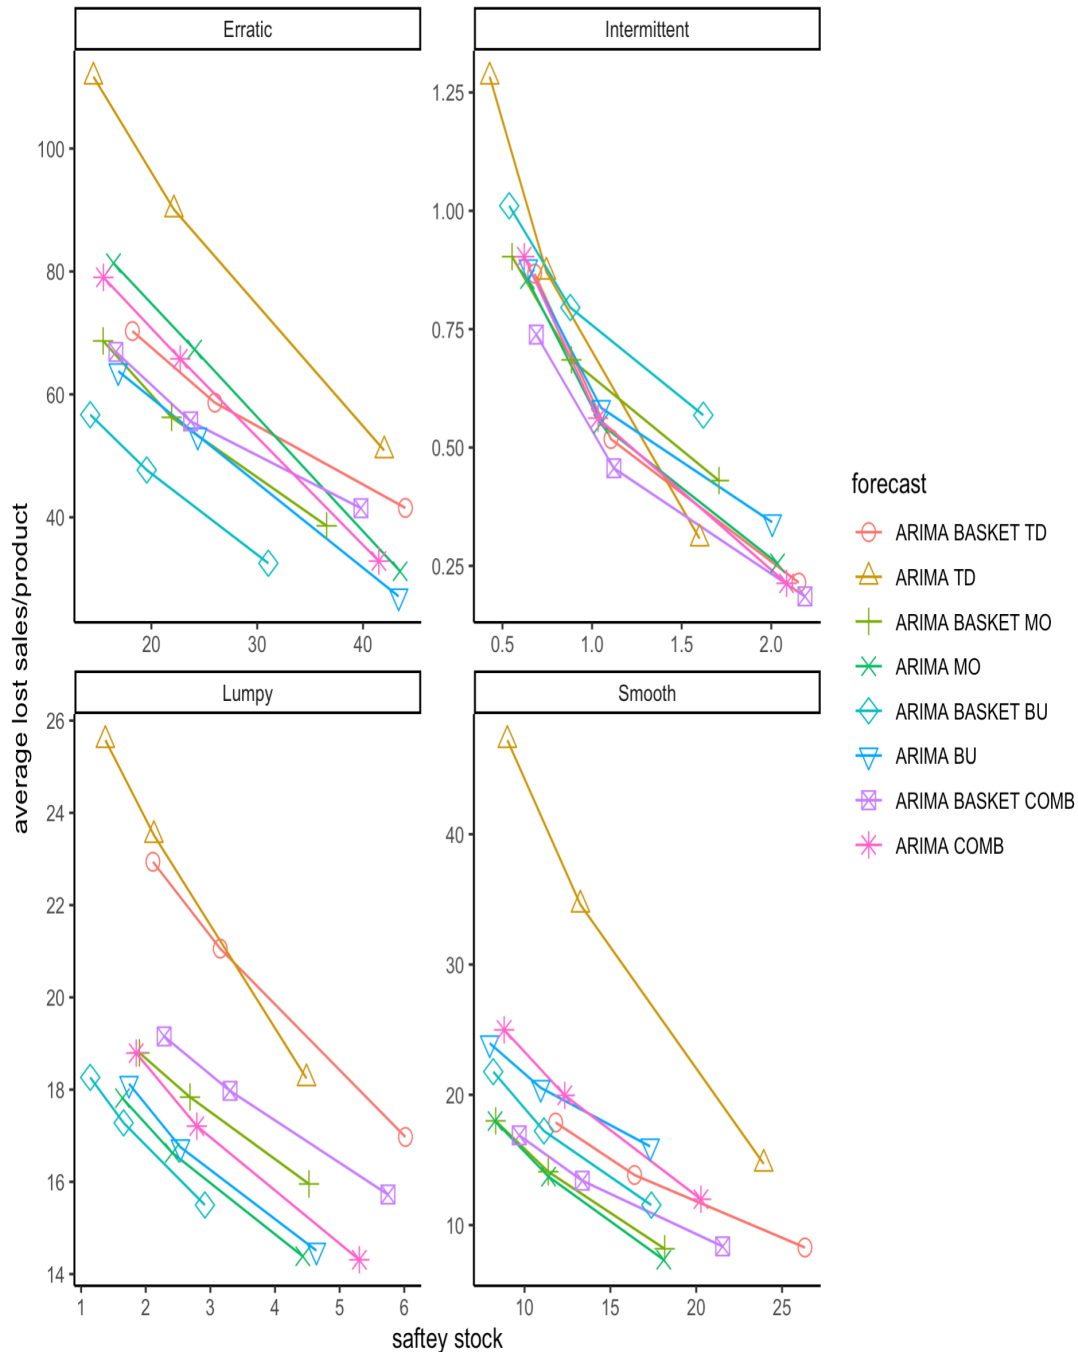 Erratic
Intermittent
100
80
60
40
20
30
40
1.25
1.00
0.75
0.50
0.25
0.5
1.0
1.5
2.0
Lumpy
Smooth
26
24
22
20
18
16
14
1
2
3
4
5
6
40
30
20
10
10
15
20
25
average lost sales/product
saftey stock
forecast
ARIMA BASKET TD
ARIMA TD
ARIMA BASKET MO
ARIMA MO
ARIMA BASKET BU
ARIMA BU
ARIMA BASKET COMB
ARIMA COMB